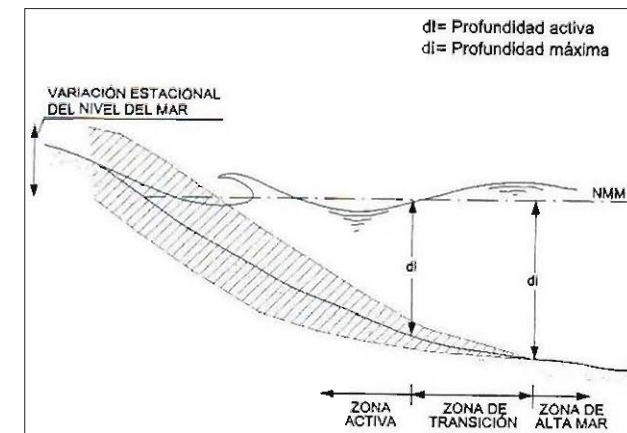 dl= Profundidad activa
di= Profundidad máxima
VARIACIÓN ESTACIONAL
DEL NIVEL DEL MAR
NMM
dl
di
ZONA
ACTIVA
ZONA DE
TRANSICIÓN
ZONA DE
ALTA MAR